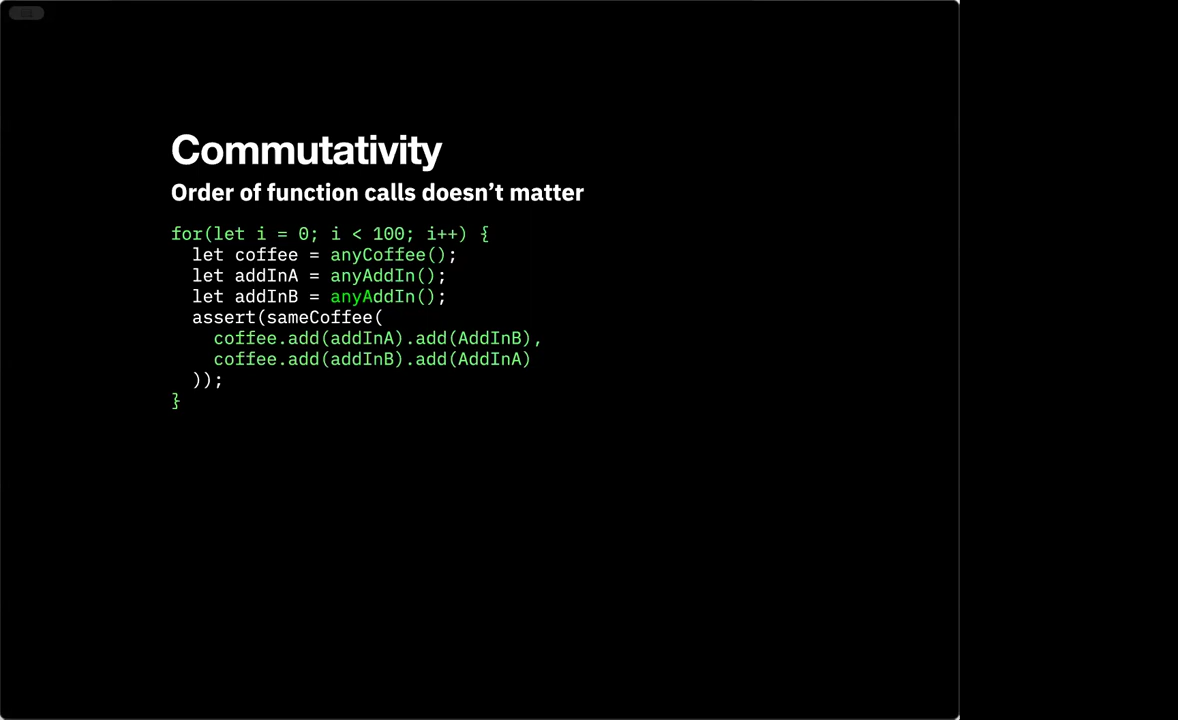 Commutativity
Order of function calls doesn’t matter
for(let i = 0; i < 100; i++) {
  let coffee = anyCoffee();
  let addInA = anyAddIn();
  let addInB = anyAddIn();
  assert(sameCoffee(
    coffee.add(addInA).add(AddInB),
    coffee.add(addInB).add(AddInA)
  ));
}